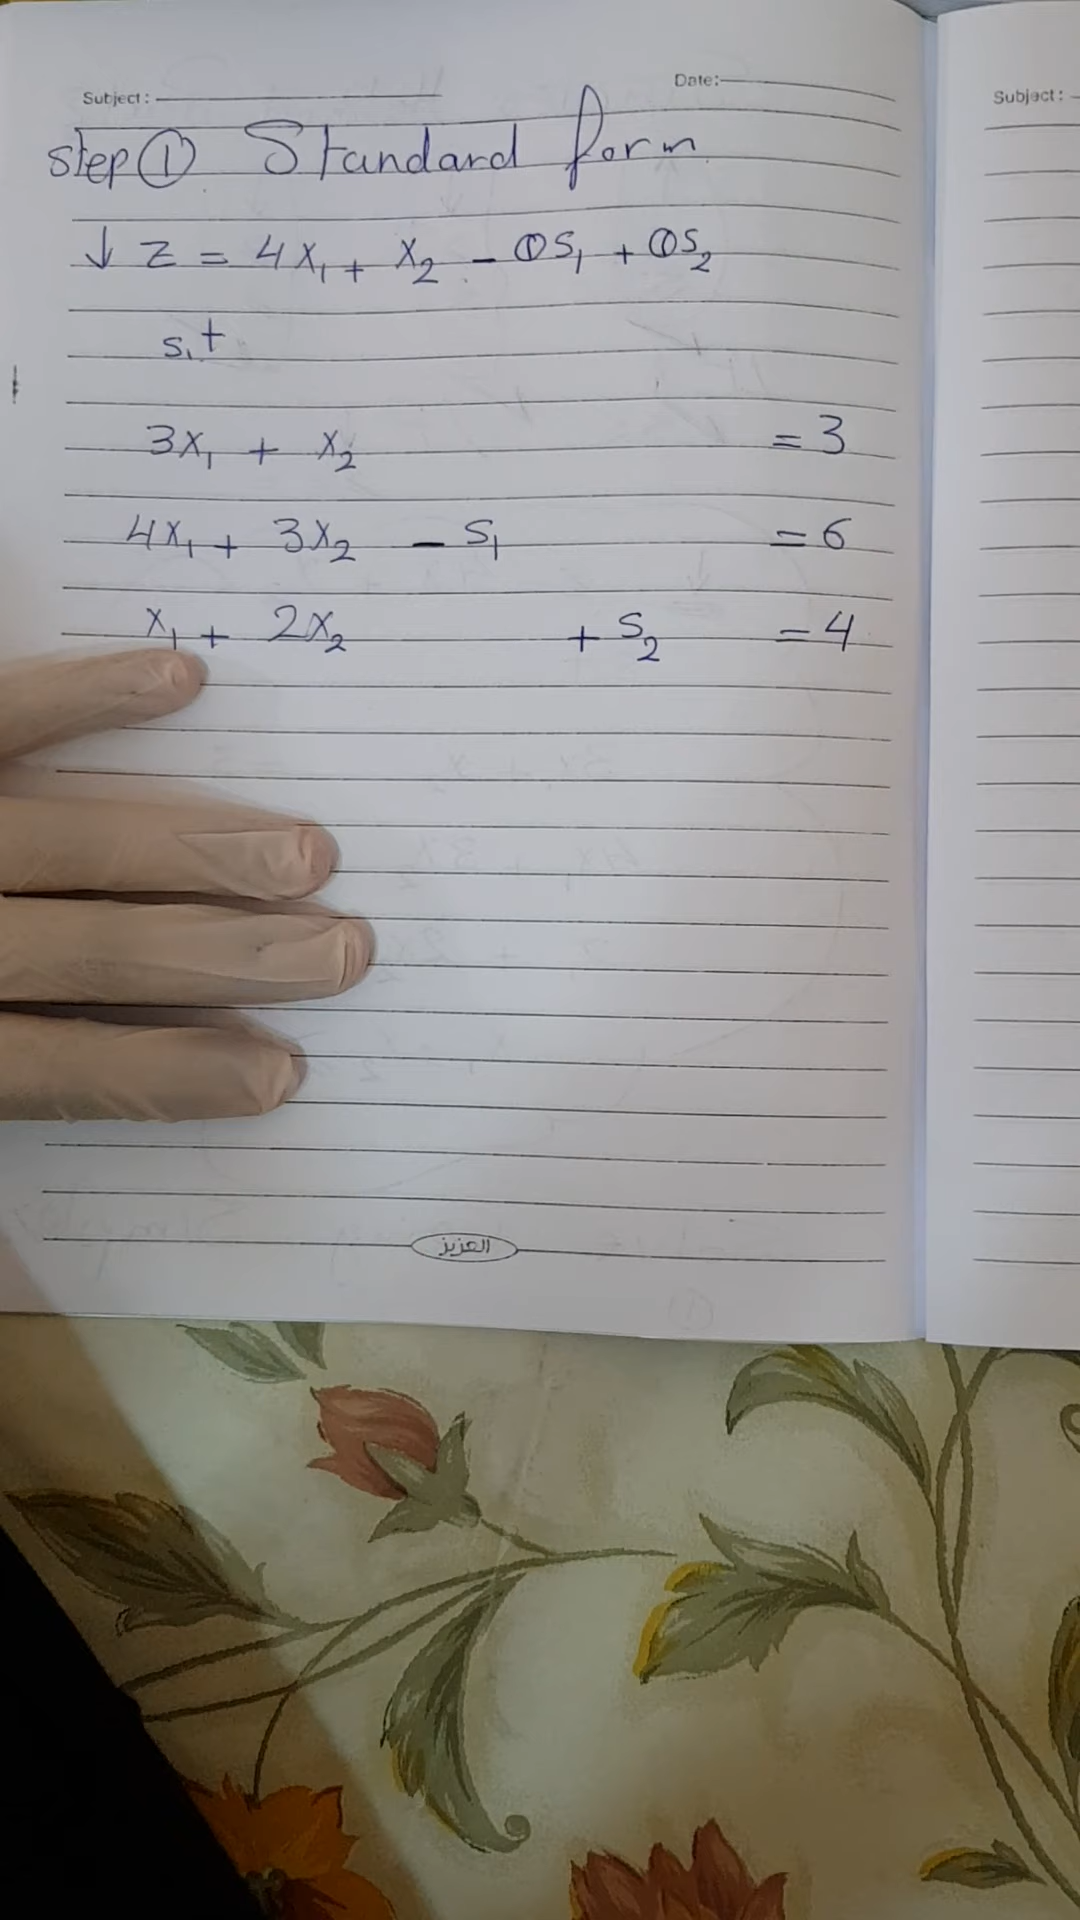 Subject: Date:
Subject:
step ① Standard form
↓ Z = 4x₁ + x₂ - 0S₁ + 0S₂
s.t
3x₁ + x₂ = 3
4x₁ + 3x₂ - S₁ = 6
x₁ + 2x₂ + S₂ = 4
العزيز